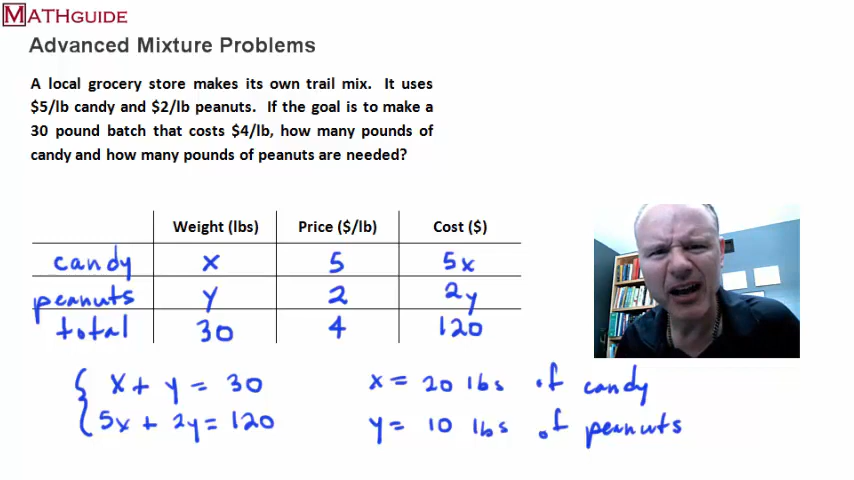 MATHGUIDE
Advanced Mixture Problems
A local grocery store makes its own trail mix. It uses
$5/lb candy and $2/lb peanuts. If the goal is to make a
30 pound batch that costs $4/lb, how many pounds of
candy and how many pounds of peanuts are needed?
Weight (lbs) Price ($/lb) Cost ($)
candy x 5 5x
peanuts y 2 2y
total 30 4 120
x + y = 30 x = 20 lbs of candy
5x + 2y = 120 y = 10 lbs of peanuts